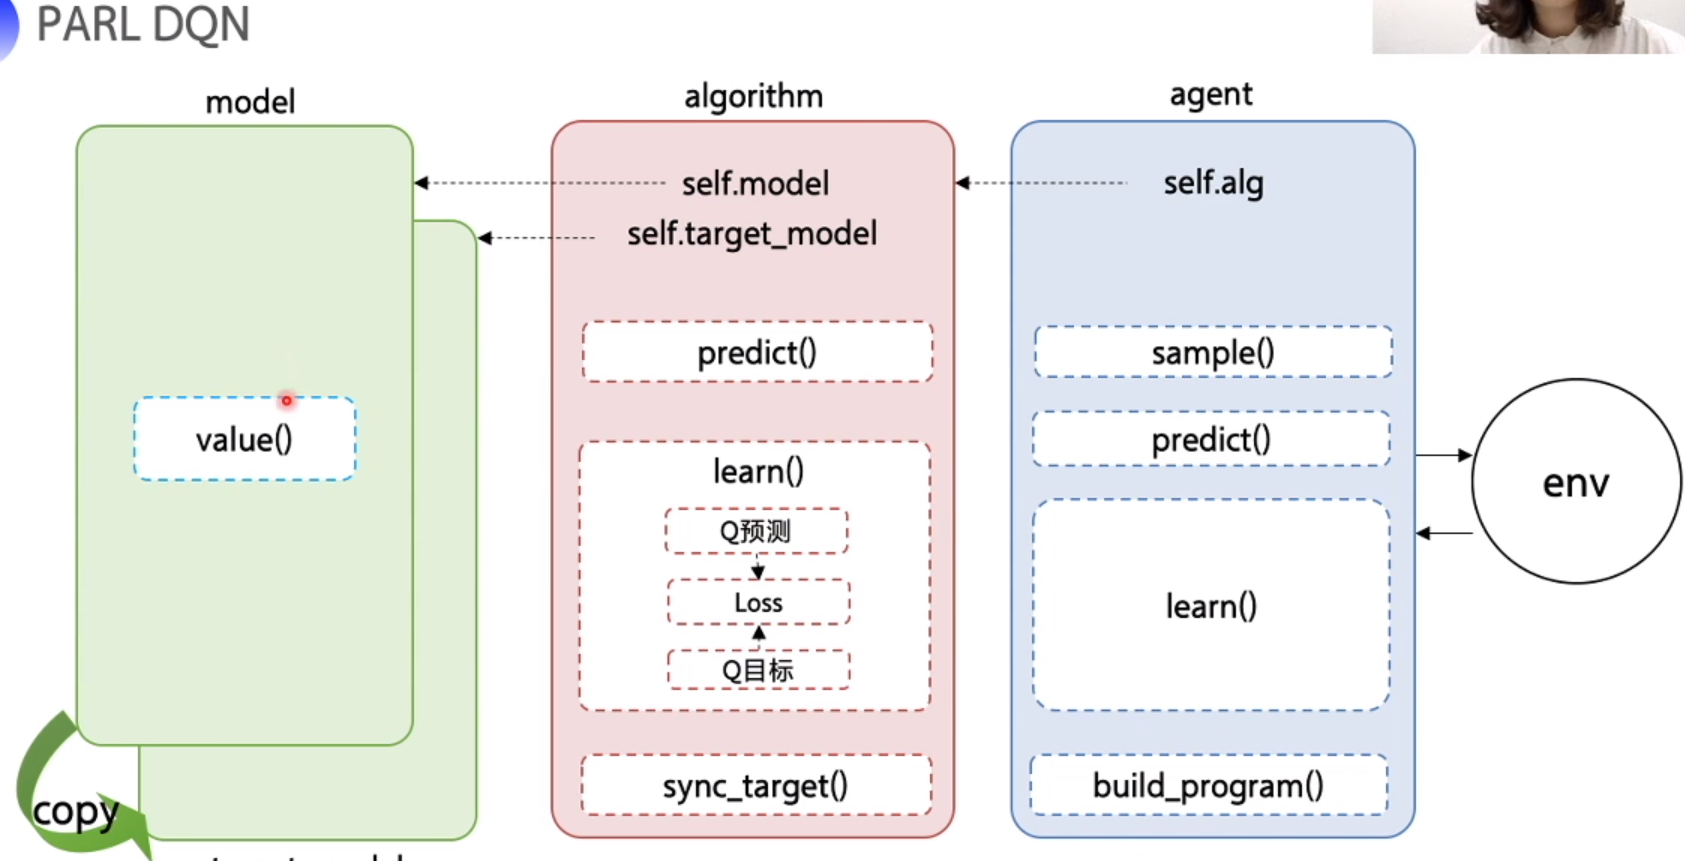 PARL DQN
model
algorithm
agent
self.model
self.target_model
self.alg
value()
predict()
learn()
Q预测
Loss
Q目标
sync_target()
sample()
predict()
learn()
build_program()
env
copy